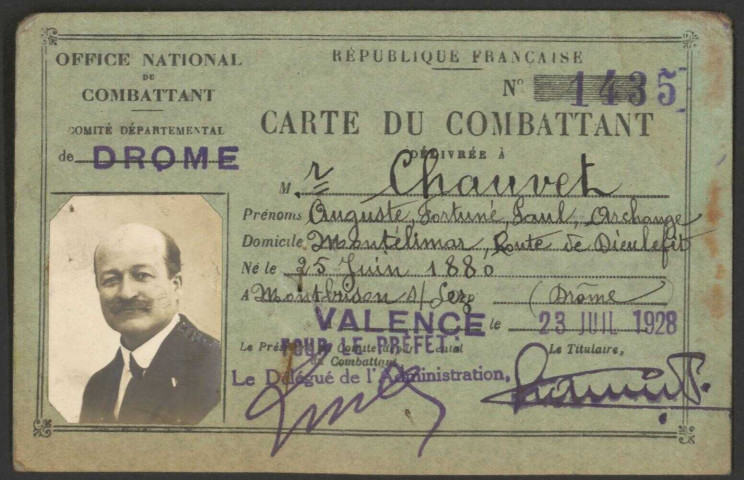 OFFICE NATIONAL
DU
COMBATTANT
COMITÉ DÉPARTEMENTAL
de DROME
RÉPUBLIQUE FRANÇAISE
N° 1435
CARTE DU COMBATTANT
DÉLIVRÉE À
M r Chauvet
Prénoms Auguste, Fortuné, Paul, Archange
Domicile Montélimar, Route de Dieulefit
Né le 25 Juin 1880
A Montbrison s/ Lez (Drôme)
VALENCE le 23 JUIL 1928
POUR LE PRÉFET:
Le Titulaire,
Combattant
Le Délégué de l'Administration,